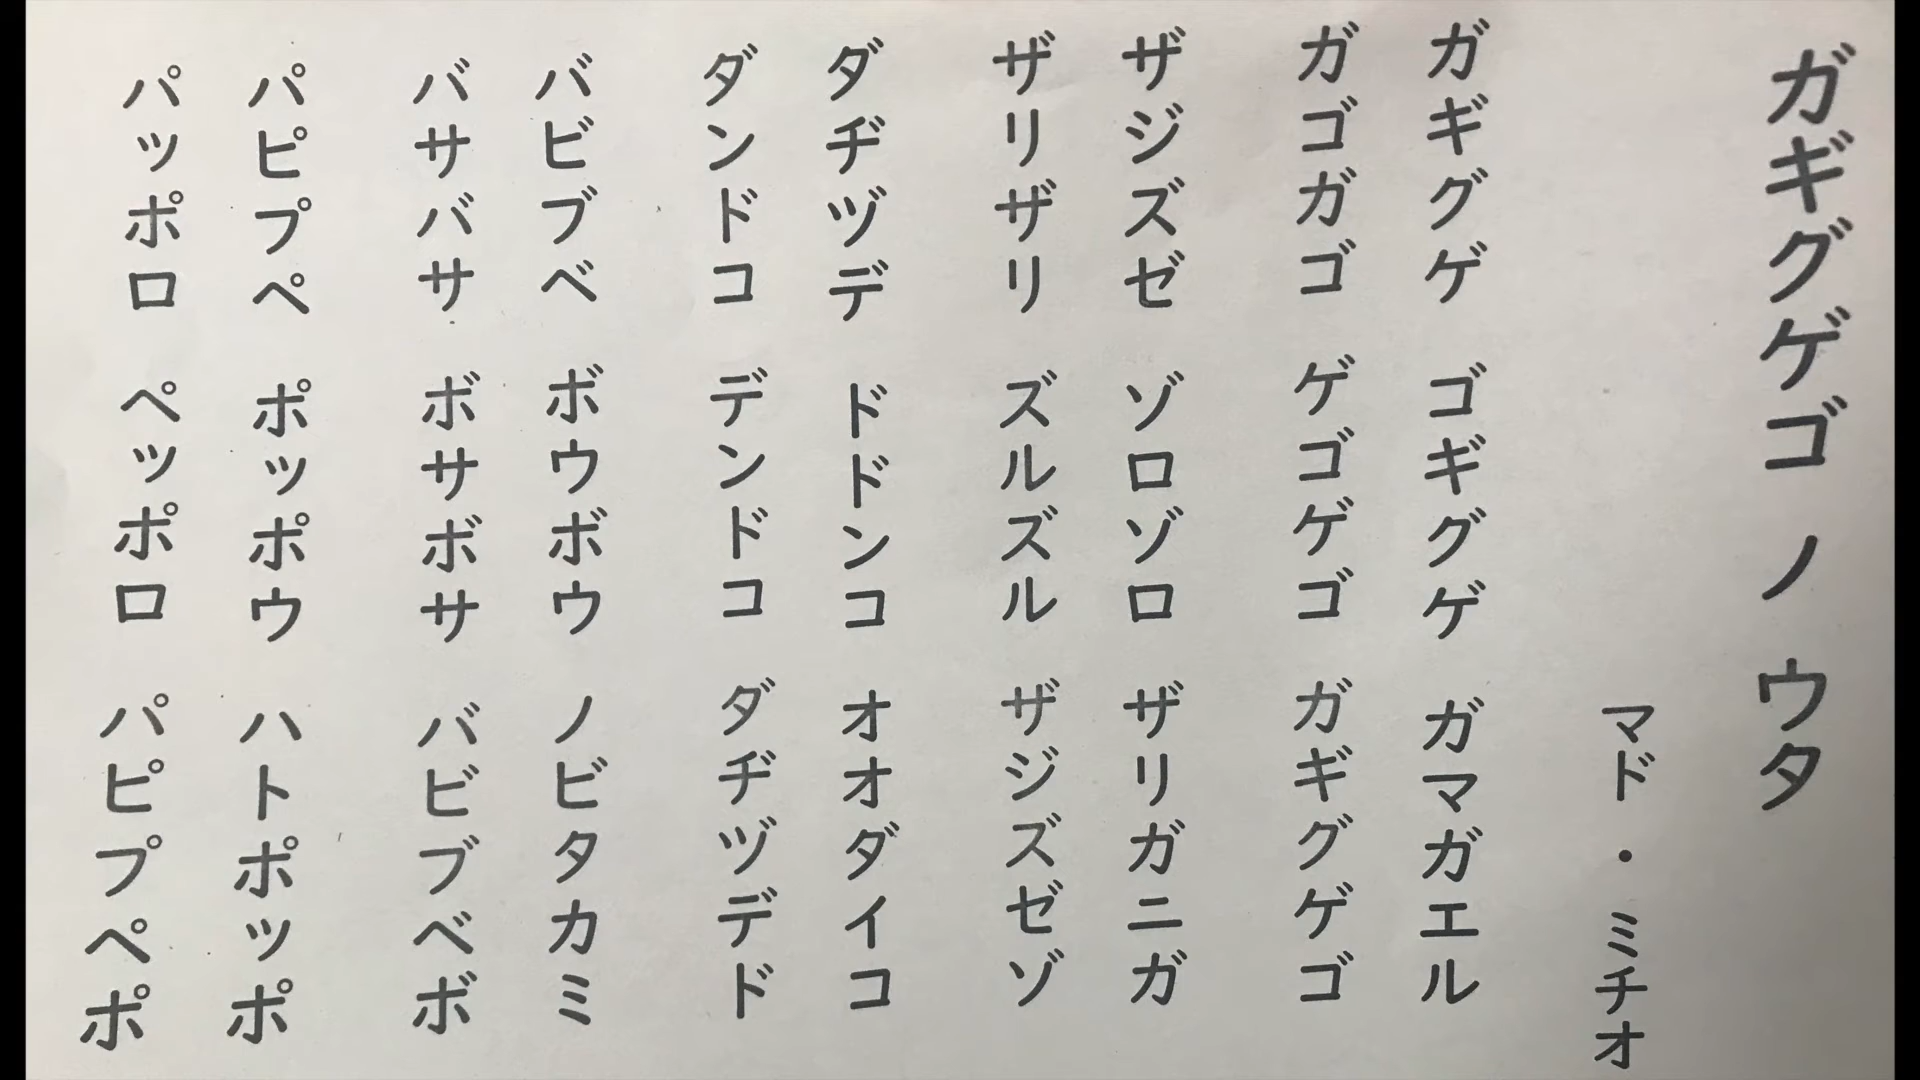 ガギグゲゴ ノ ウタ
マド・ミチオ
ガギグゲ ゴギグゲ ガマガエル
ガゴガゴ ゲゴゲゴ ガギグゲゴ
ザジズゼ ゾロゾロ ザリガニガ
ザリザリ ズルズル ザジズゼゾ
ダヂヅデ ドドンコ オオダイコ
ダンドコ デンドコ ダヂヅデド
バビブベ ボウボウ ノビタカミ
バサバサ ボサボサ バビブベボ
パピプペ ポッポウ ハトポッポ
パッポロ ペッポロ パピプペポ